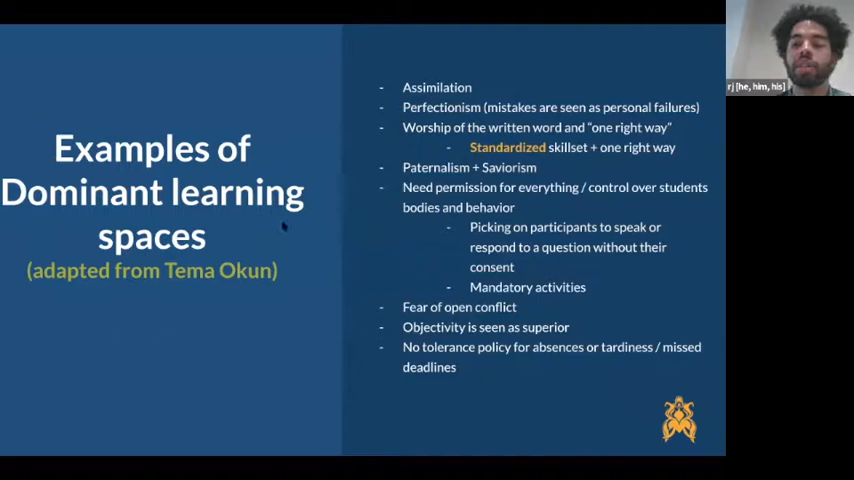 Examples of
Dominant learning
spaces
(adapted from Tema Okun)
- Assimilation
- Perfectionism (mistakes are seen as personal failures)
- Worship of the written word and “one right way”
- Standardized skillset + one right way
- Paternalism + Saviorism
- Need permission for everything / control over students
bodies and behavior
- Picking on participants to speak or
respond to a question without their
consent
- Mandatory activities
- Fear of open conflict
- Objectivity is seen as superior
- No tolerance policy for absences or tardiness / missed
deadlines
rj [he, him, his]